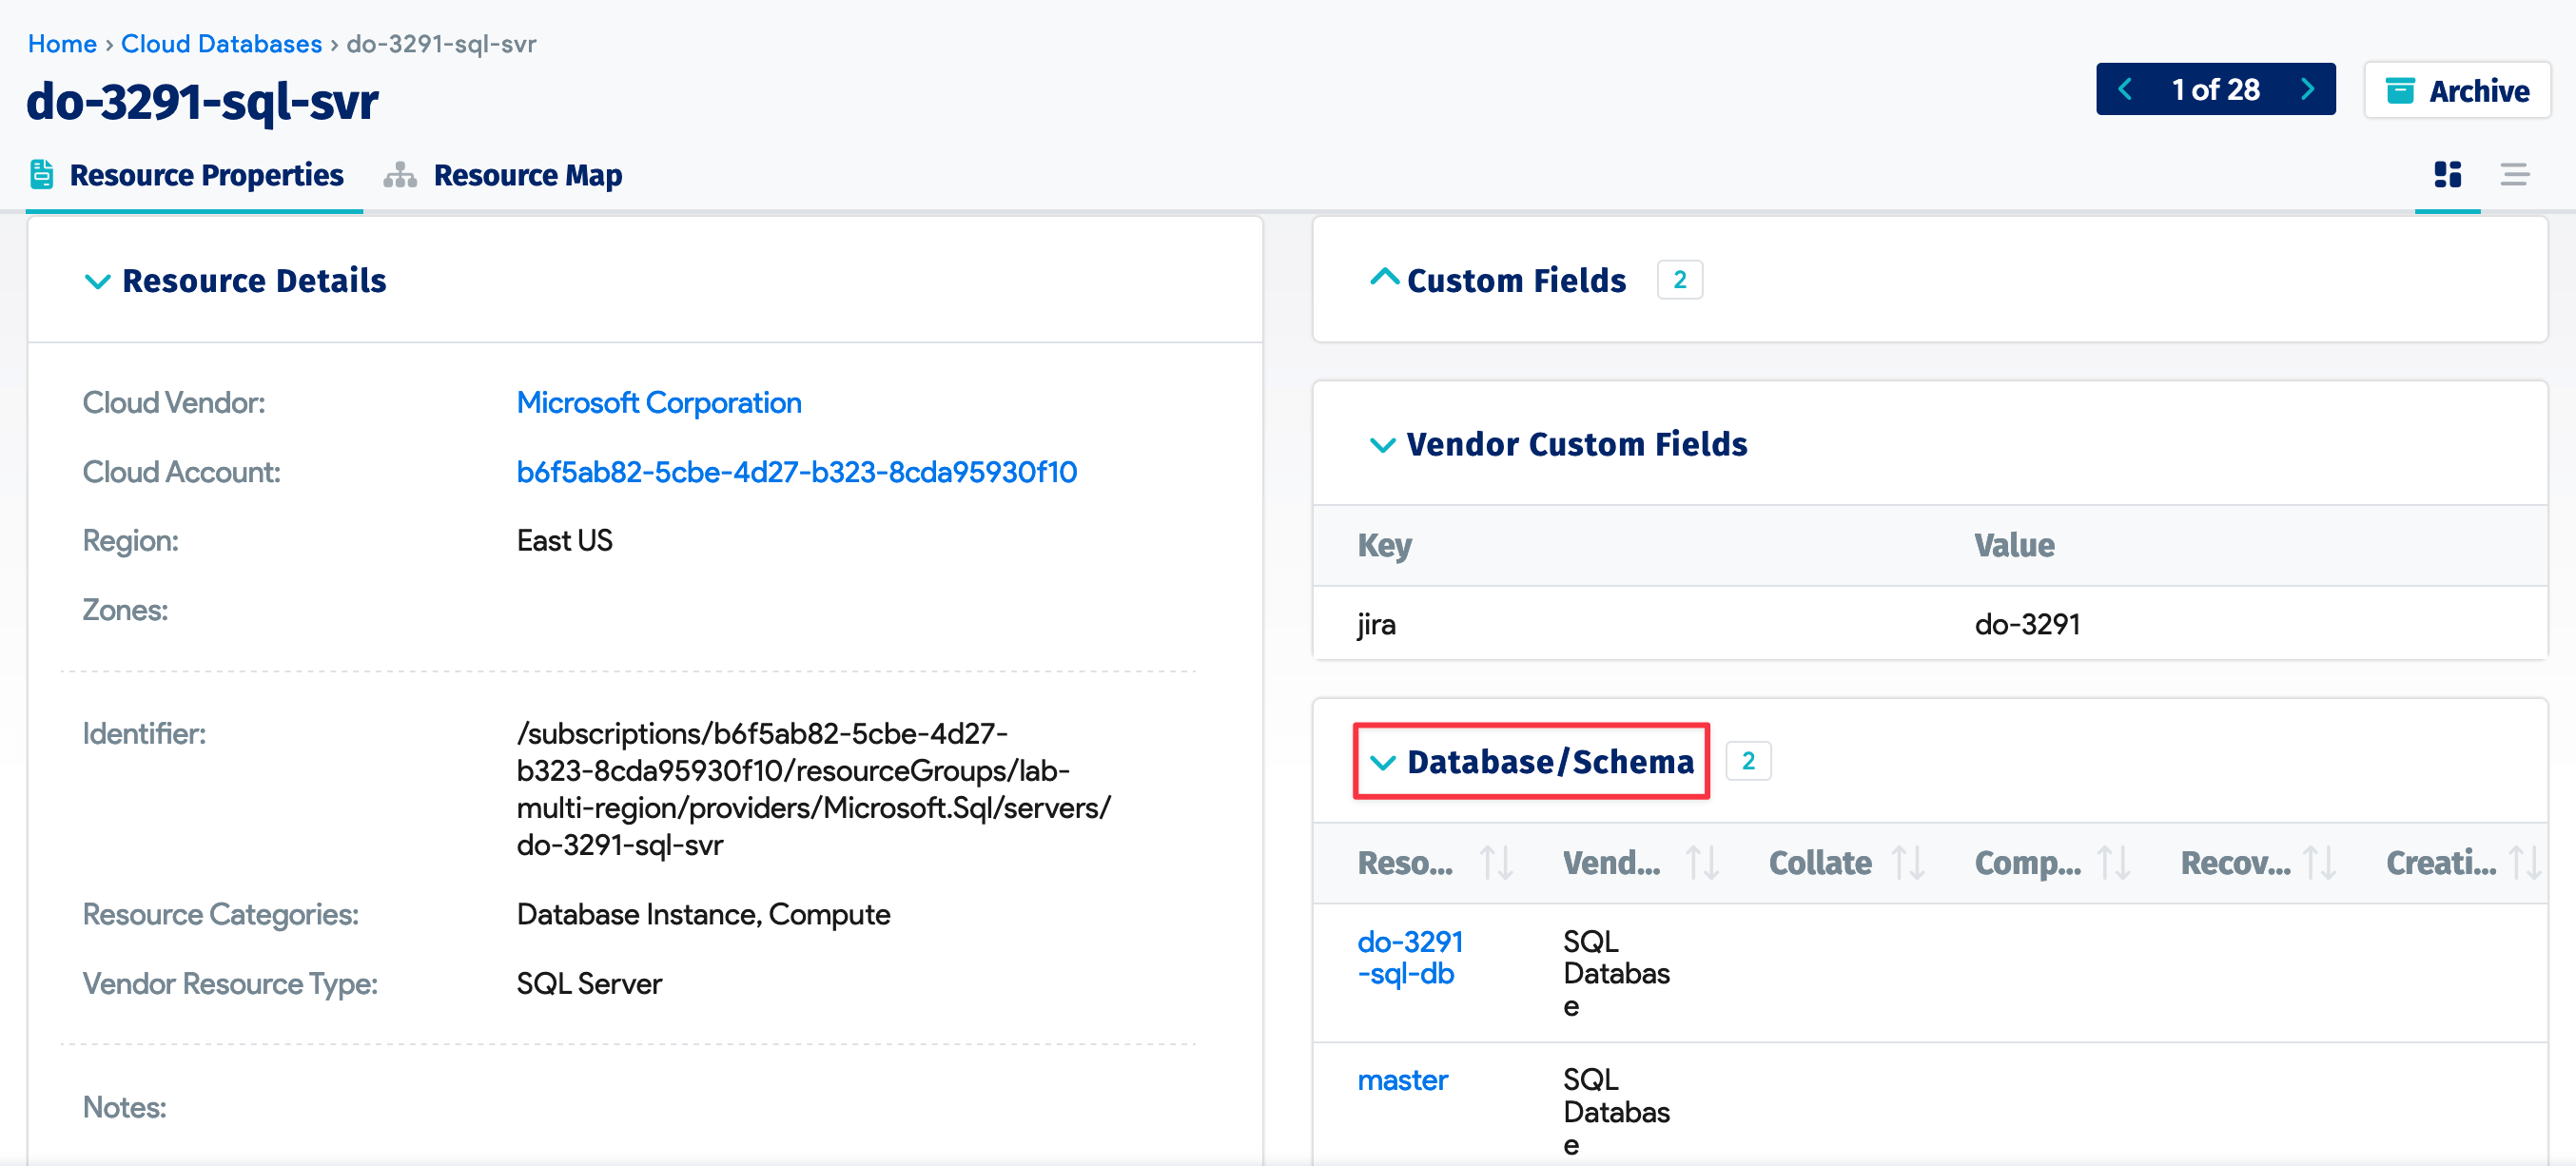 Home › Cloud Databases › do-3291-sql-svr
do-3291-sql-svr
1 of 28
Archive
Resource Properties
Resource Map
Resource Details
Cloud Vendor: Microsoft Corporation
Cloud Account: b6f5ab82-5cbe-4d27-b323-8cda95930f10
Region: East US
Zones:
Identifier: /subscriptions/b6f5ab82-5cbe-4d27-
b323-8cda95930f10/resourceGroups/lab-
multi-region/providers/Microsoft.Sql/servers/
do-3291-sql-svr
Resource Categories: Database Instance, Compute
Vendor Resource Type: SQL Server
Notes:
Custom Fields 2
Vendor Custom Fields
Key Value
jira do-3291
Database/Schema 2
Reso... Vend... Collate Comp... Recov... Creati...
do-3291 SQL
-sql-db Databas
e
master SQL
Databas
e